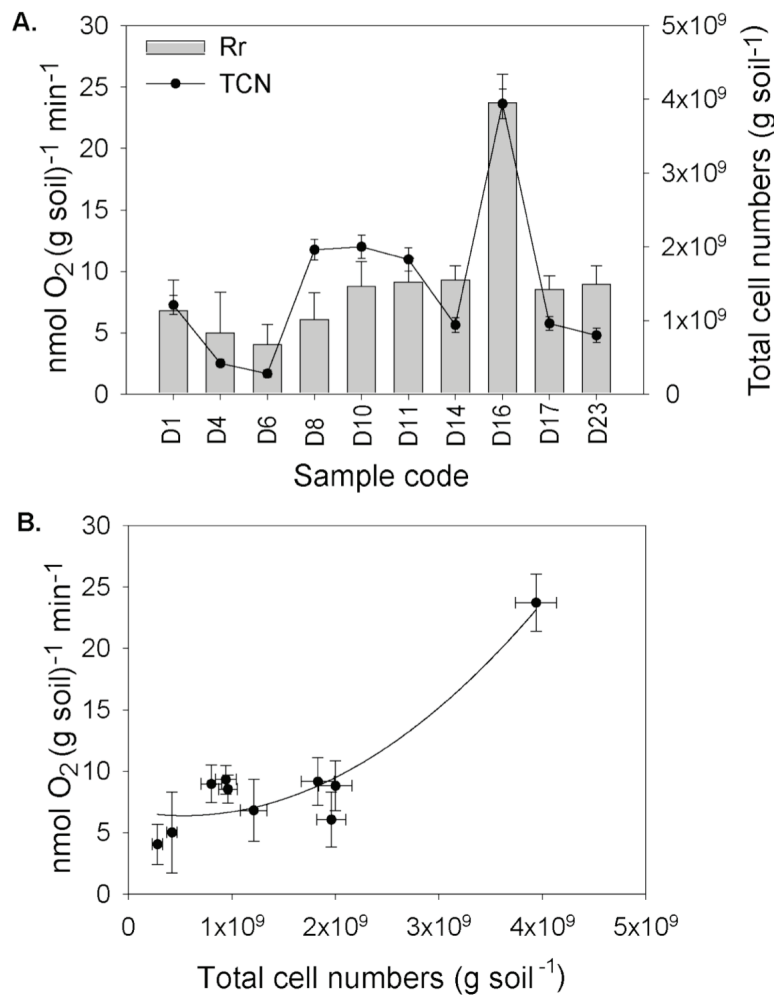 A.
30
25
20
15
10
5
0
nmol O₂ (g soil)⁻¹ min⁻¹
Rr
TCN
5x10⁹
4x10⁹
3x10⁹
2x10⁹
1x10⁹
0
Total cell numbers (g soil⁻¹)
D1 D4 D6 D8 D10 D11 D14 D16 D17 D23
Sample code
B.
30
25
20
15
10
5
0
nmol O₂ (g soil)⁻¹ min⁻¹
0 1x10⁹ 2x10⁹ 3x10⁹ 4x10⁹ 5x10⁹
Total cell numbers (g soil ⁻¹)